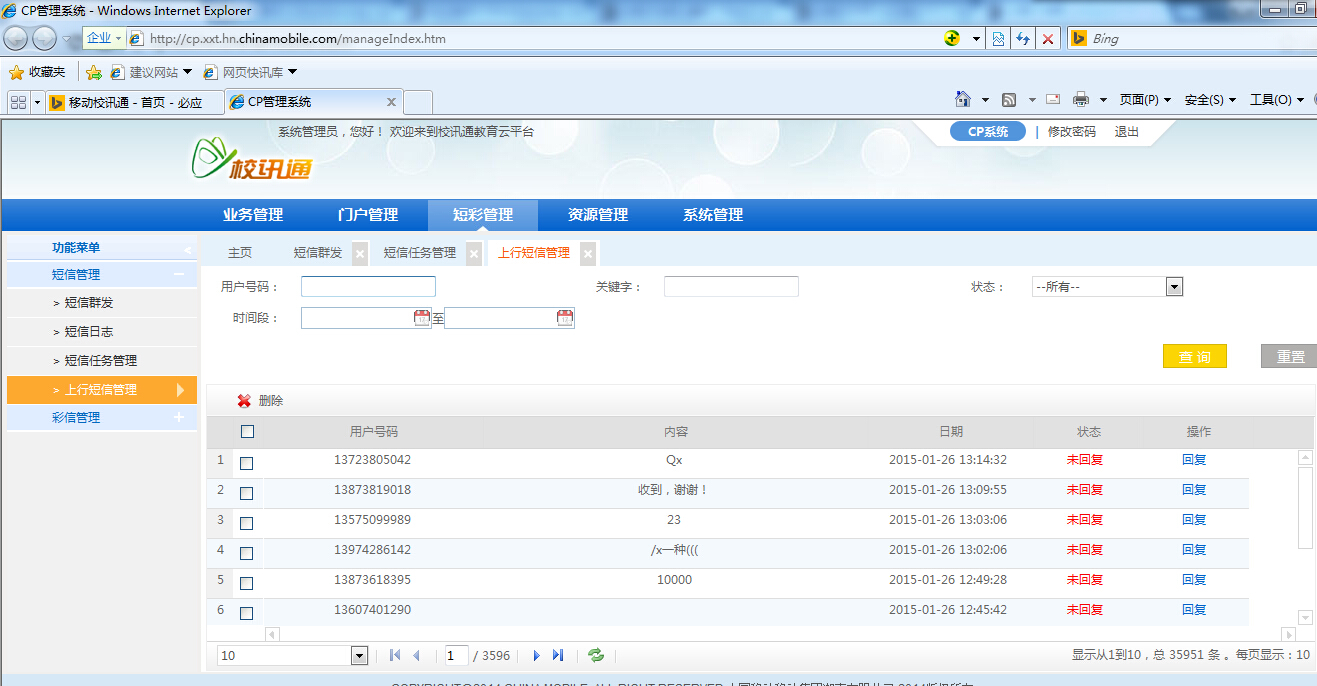 CP管理系统 - Windows Internet Explorer
企业 http://cp.xxt.hn.chinamobile.com/manageIndex.htm Bing
收藏夹 建议网站 网页快讯库
移动校讯通 - 首页 - 必应 CP管理系统 页面(P) 安全(S) 工具(O)
系统管理员，您好！ 欢迎来到校讯通教育云平台 CP系统 | 修改密码 退出
校讯通
业务管理 门户管理 短彩管理 资源管理 系统管理
功能菜单 <
短信管理
> 短信群发
> 短信日志
> 短信任务管理
> 上行短信管理
彩信管理
主页 短信群发 短信任务管理 上行短信管理
用户号码： 关键字： 状态： --所有--
时间段： 至
查 询 重置
删除
用户号码 内容 日期 状态 操作
1 13723805042 Qx 2015-01-26 13:14:32 未回复 回复
2 13873819018 收到，谢谢！ 2015-01-26 13:09:55 未回复 回复
3 13575099989 23 2015-01-26 13:03:06 未回复 回复
4 13974286142 /x一种((( 2015-01-26 13:02:06 未回复 回复
5 13873618395 10000 2015-01-26 12:49:28 未回复 回复
6 13607401290 2015-01-26 12:45:42 未回复 回复
10 1 / 3596 显示从1到10，总 35951 条 。每页显示：10